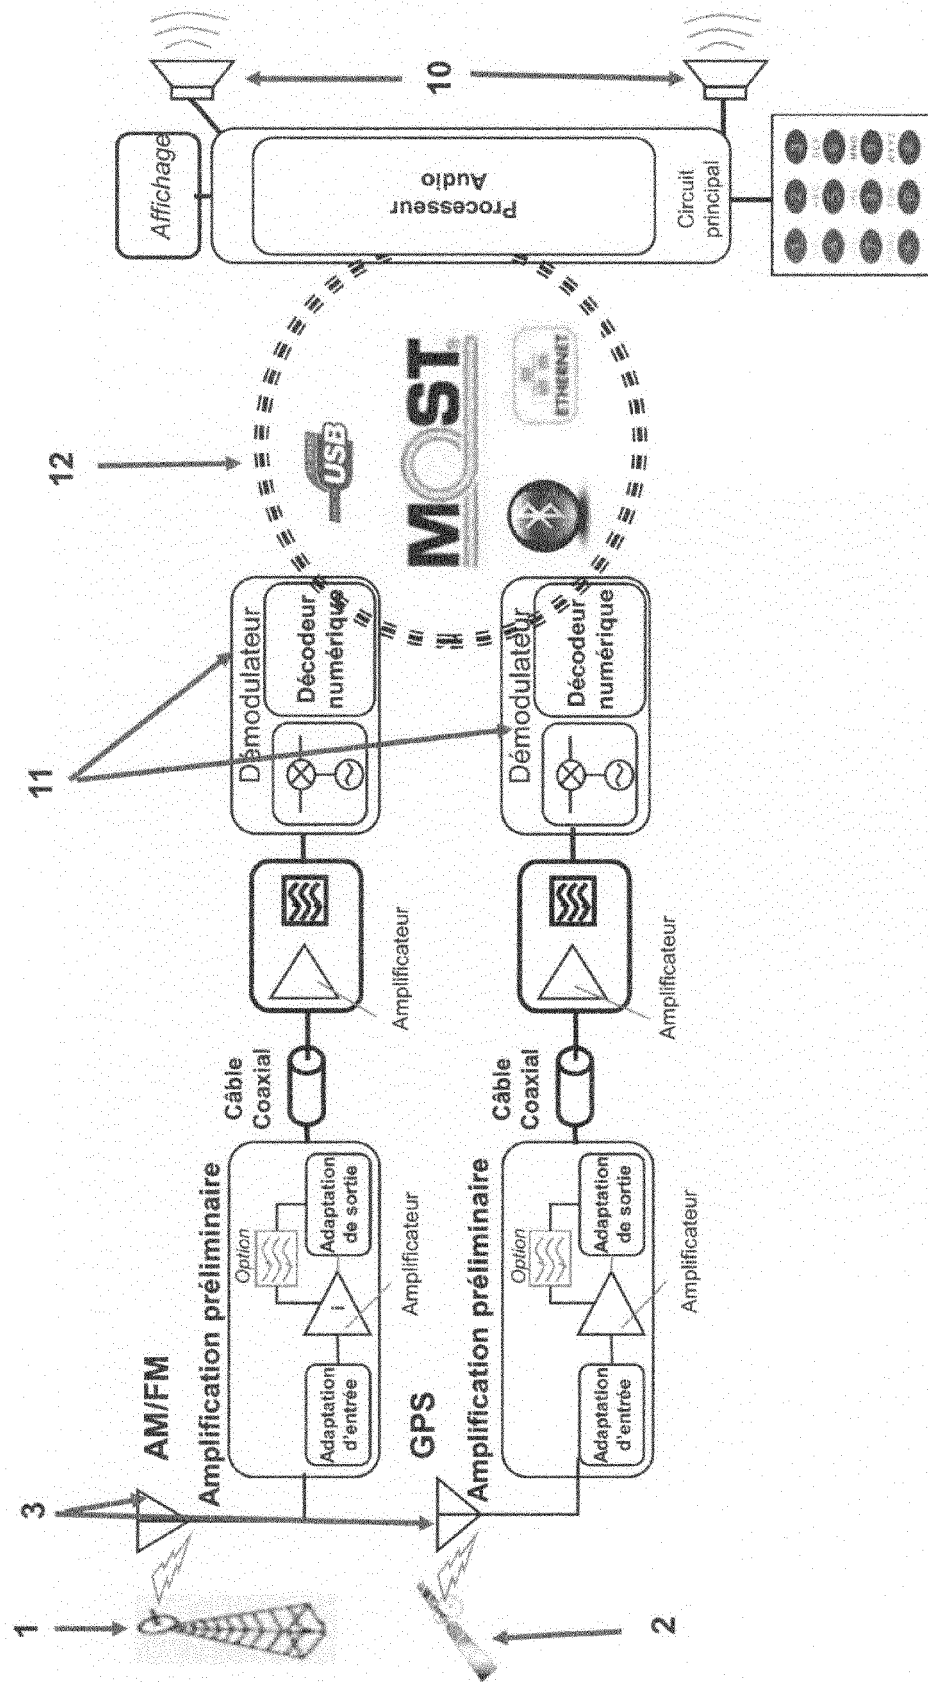 1
3
11
12
10
AM/FM
Amplification préliminaire
Option
Adaptation
d'entrée
Adaptation
de sortie
Amplificateur
Câble
Coaxial
Amplificateur
Démodulateur
Décodeur
numérique
USB
MOST
ETHERNET
Affichage
Processeur
Audio
Circuit
principal
2
GPS
Amplification préliminaire
Option
Adaptation
d'entrée
Adaptation
de sortie
Amplificateur
Câble
Coaxial
Amplificateur
Démodulateur
Décodeur
numérique